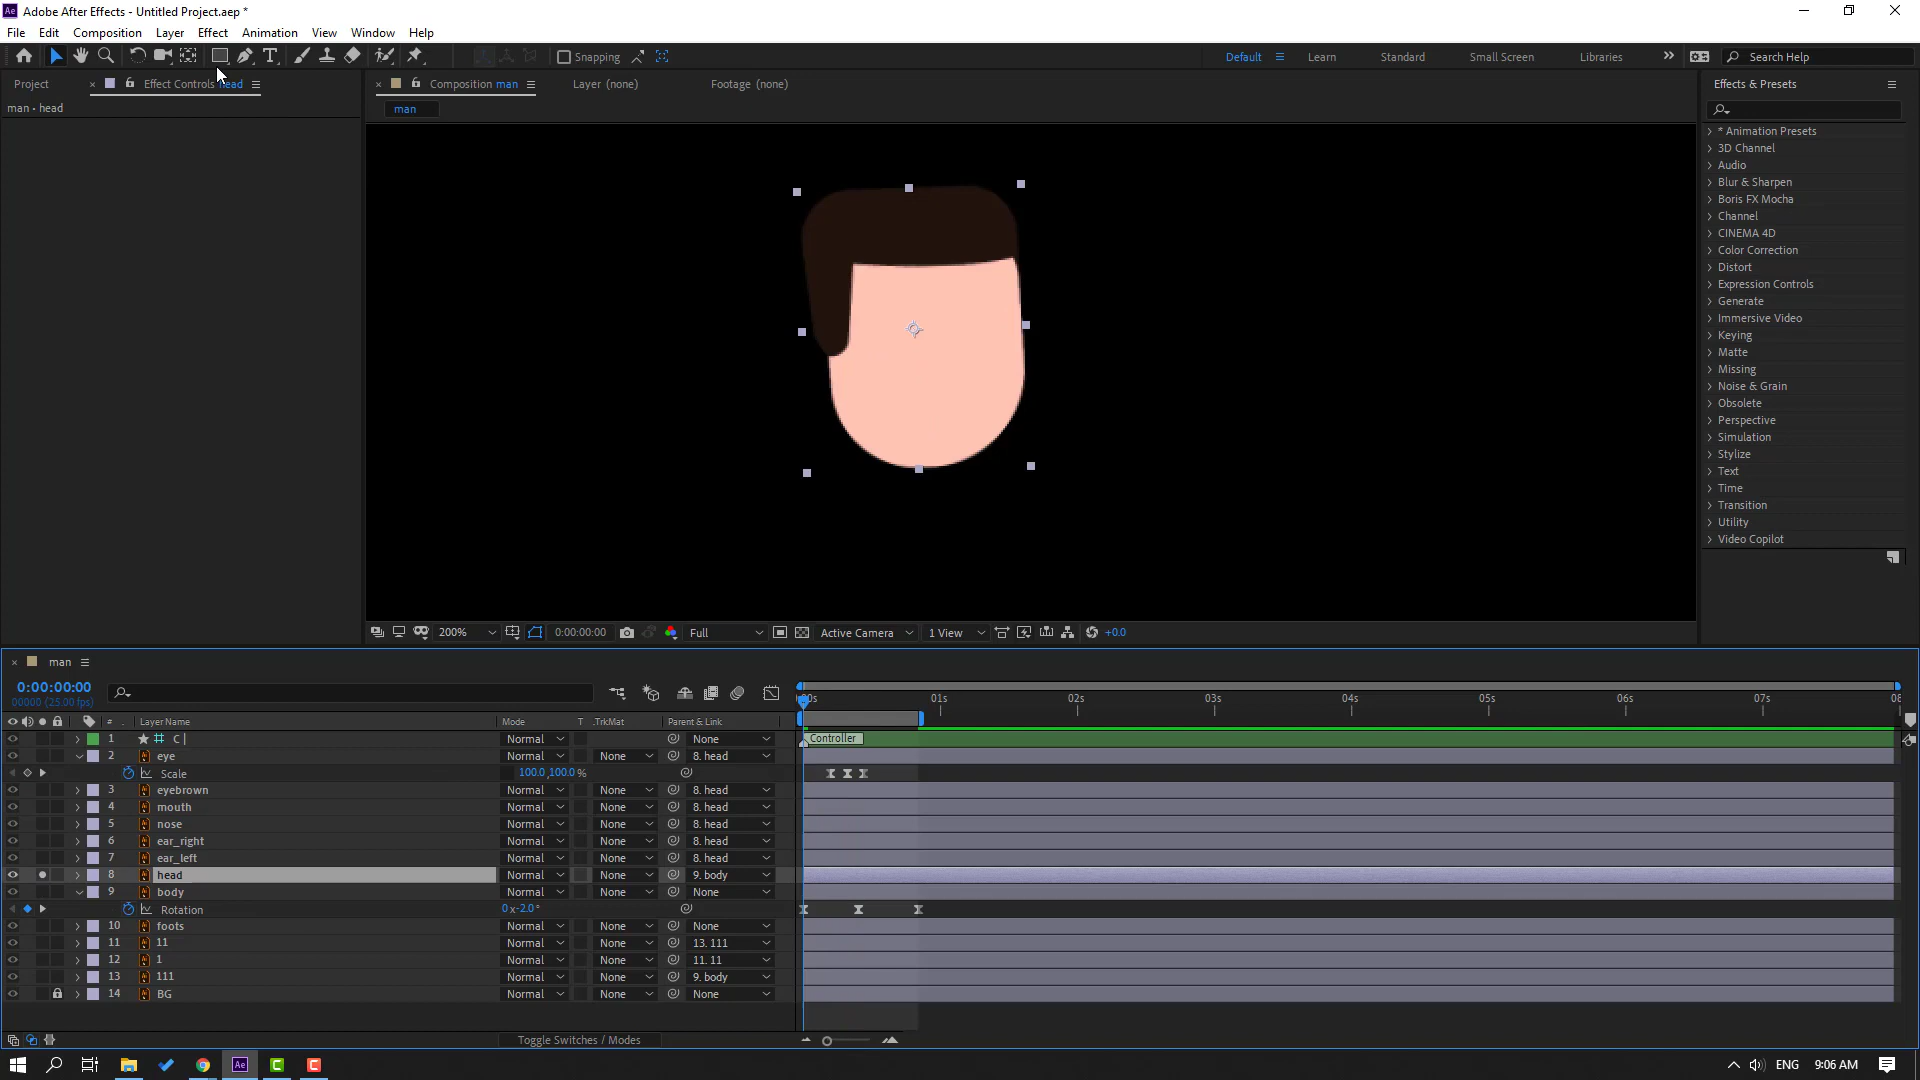 Adobe After Effects - Untitled Project.aep *
File Edit Composition Layer Effect Animation View Window Help
Snapping
Default Learn Standard Small Screen Libraries Search Help
Project Effect Controls head
man • head
Composition man Layer (none) Footage (none)
man
Effects & Presets
* Animation Presets
3D Channel
Audio
Blur & Sharpen
Boris FX Mocha
Channel
CINEMA 4D
Color Correction
Distort
Expression Controls
Generate
Immersive Video
Keying
Matte
Missing
Noise & Grain
Obsolete
Perspective
Simulation
Stylize
Text
Time
Transition
Utility
Video Copilot
200% 0:00:00:00 Full Active Camera 1 View +0.0
man
0:00:00:00
00000 (25.00 fps)
00s 01s 02s 03s 04s 05s 06s 07s 08
# Layer Name Mode T .TrkMat Parent & Link
1 C | Normal None Controller
2 eye Normal None 8. head
Scale 100.0,100.0 %
3 eyebrown Normal None 8. head
4 mouth Normal None 8. head
5 nose Normal None 8. head
6 ear_right Normal None 8. head
7 ear_left Normal None 8. head
8 head Normal None 9. body
9 body Normal None None
Rotation 0x-2.0°
10 foots Normal None None
11 11 Normal None 13. 111
12 1 Normal None 11. 11
13 111 Normal None 9. body
14 BG Normal None None
Toggle Switches / Modes
ENG 9:06 AM